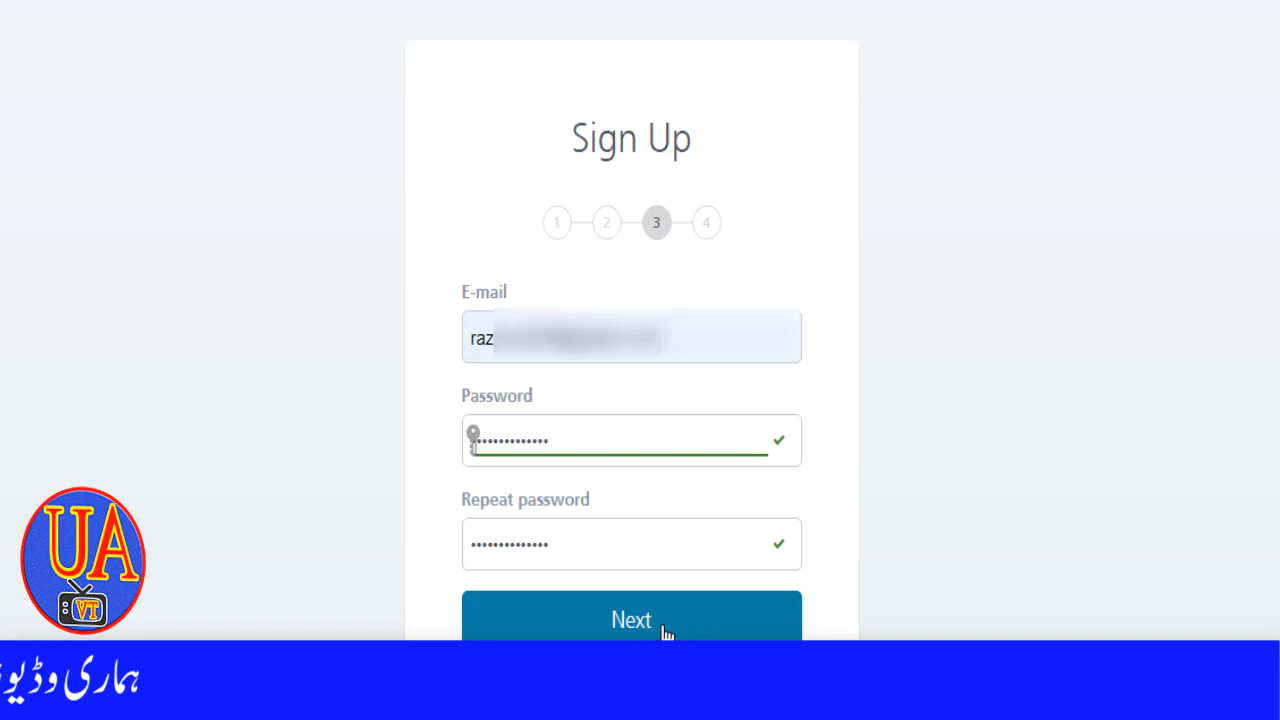 Sign Up
1 2 3 4
E-mail
raz
Password
Repeat password
Next
UA
VT
ہماری وڈیو